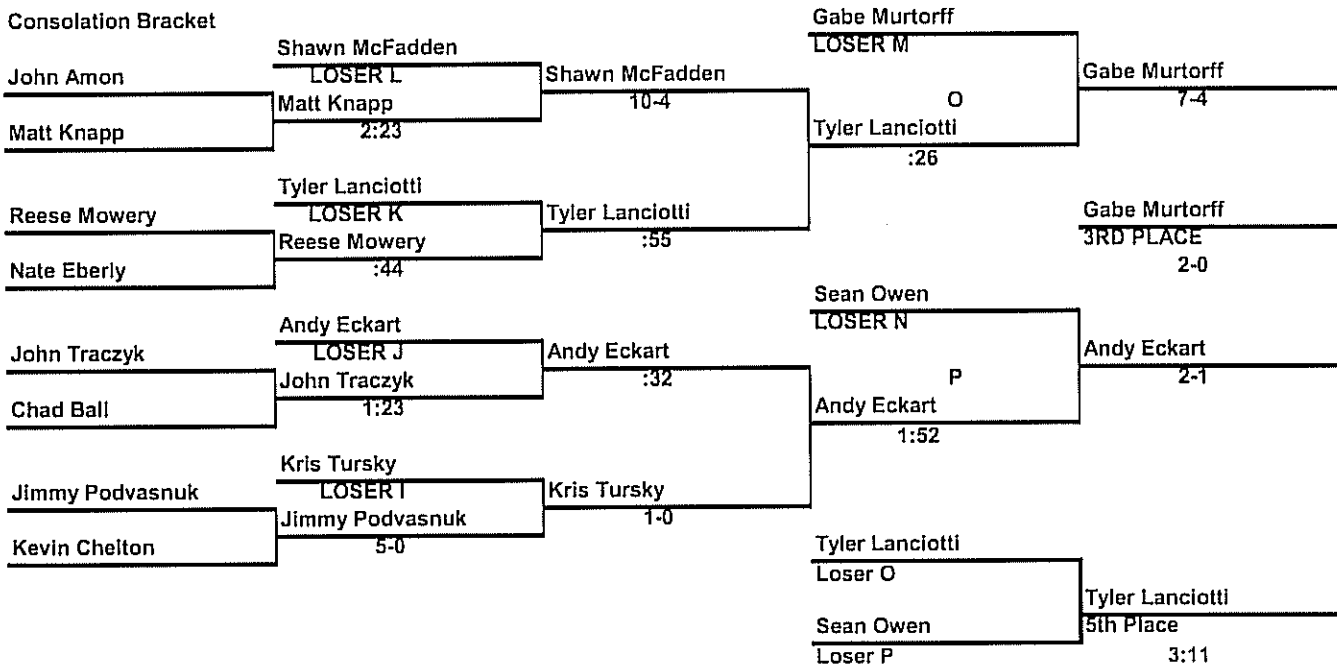 Consolation Bracket
John Amon
Matt Knapp
Reese Mowery
Nate Eberly
John Traczyk
Chad Ball
Jimmy Podvasnuk
Kevin Chelton
Shawn McFadden
LOSER L
Matt Knapp
2:23
Tyler Lanciotti
LOSER K
Reese Mowery
:44
Andy Eckart
LOSER J
John Traczyk
1:23
Kris Tursky
LOSER I
Jimmy Podvasnuk
5-0
Shawn McFadden
10-4
Tyler Lanciotti
:55
Andy Eckart
:32
Kris Tursky
1-0
Gabe Murtorff
LOSER M
O
Tyler Lanciotti
:26
Sean Owen
LOSER N
P
Andy Eckart
1:52
Tyler Lanciotti
Loser O
Sean Owen
Loser P
Gabe Murtorff
7-4
Gabe Murtorff
3RD PLACE
2-0
Andy Eckart
2-1
Tyler Lanciotti
5th Place
3:11